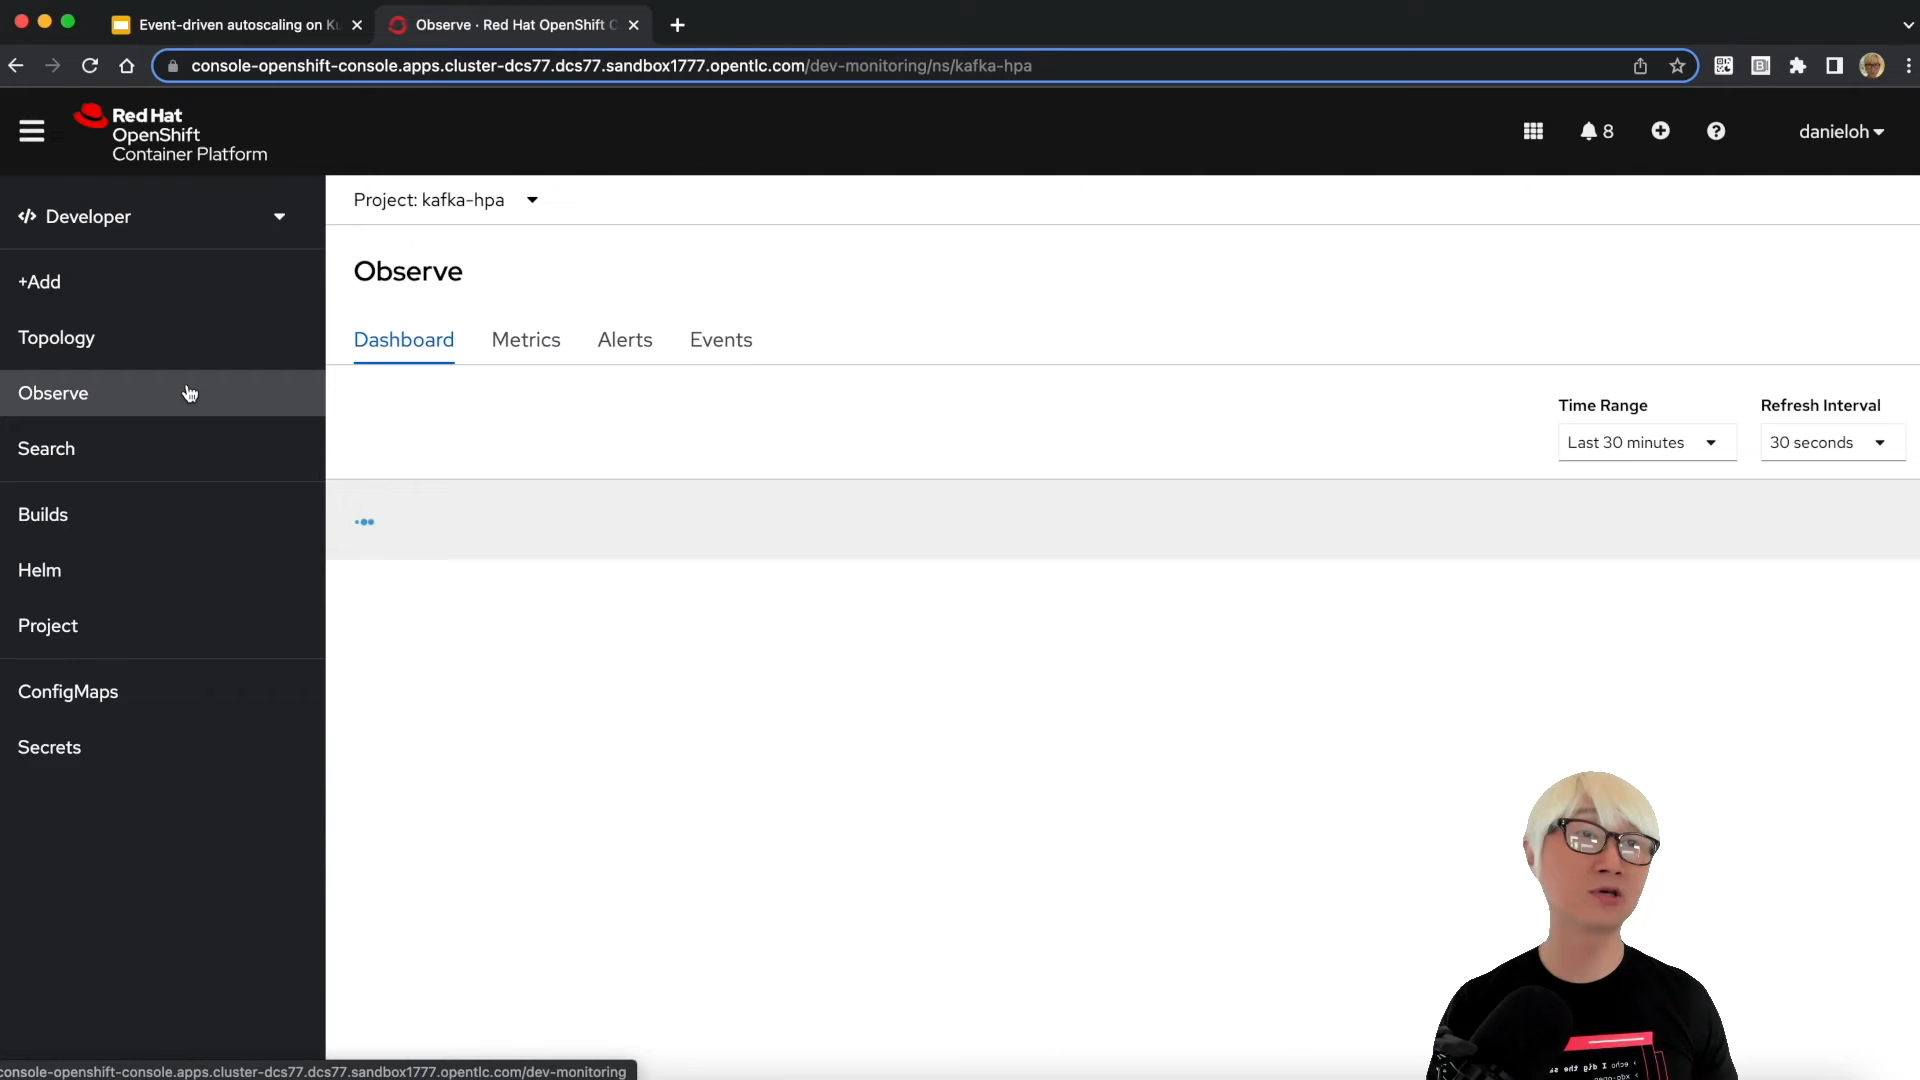 Event-driven autoscaling on Ku
Observe · Red Hat OpenShift C
console-openshift-console.apps.cluster-dcs77.dcs77.sandbox1777.opentlc.com/dev-monitoring/ns/kafka-hpa
Red Hat
OpenShift
Container Platform
8
danieloh
Developer
Project: kafka-hpa
Observe
+Add
Topology
Dashboard
Metrics
Alerts
Events
Observe
Time Range
Refresh Interval
Last 30 minutes
30 seconds
Search
Builds
Helm
Project
ConfigMaps
Secrets
console-openshift-console.apps.cluster-dcs77.dcs77.sandbox1777.opentlc.com/dev-monitoring